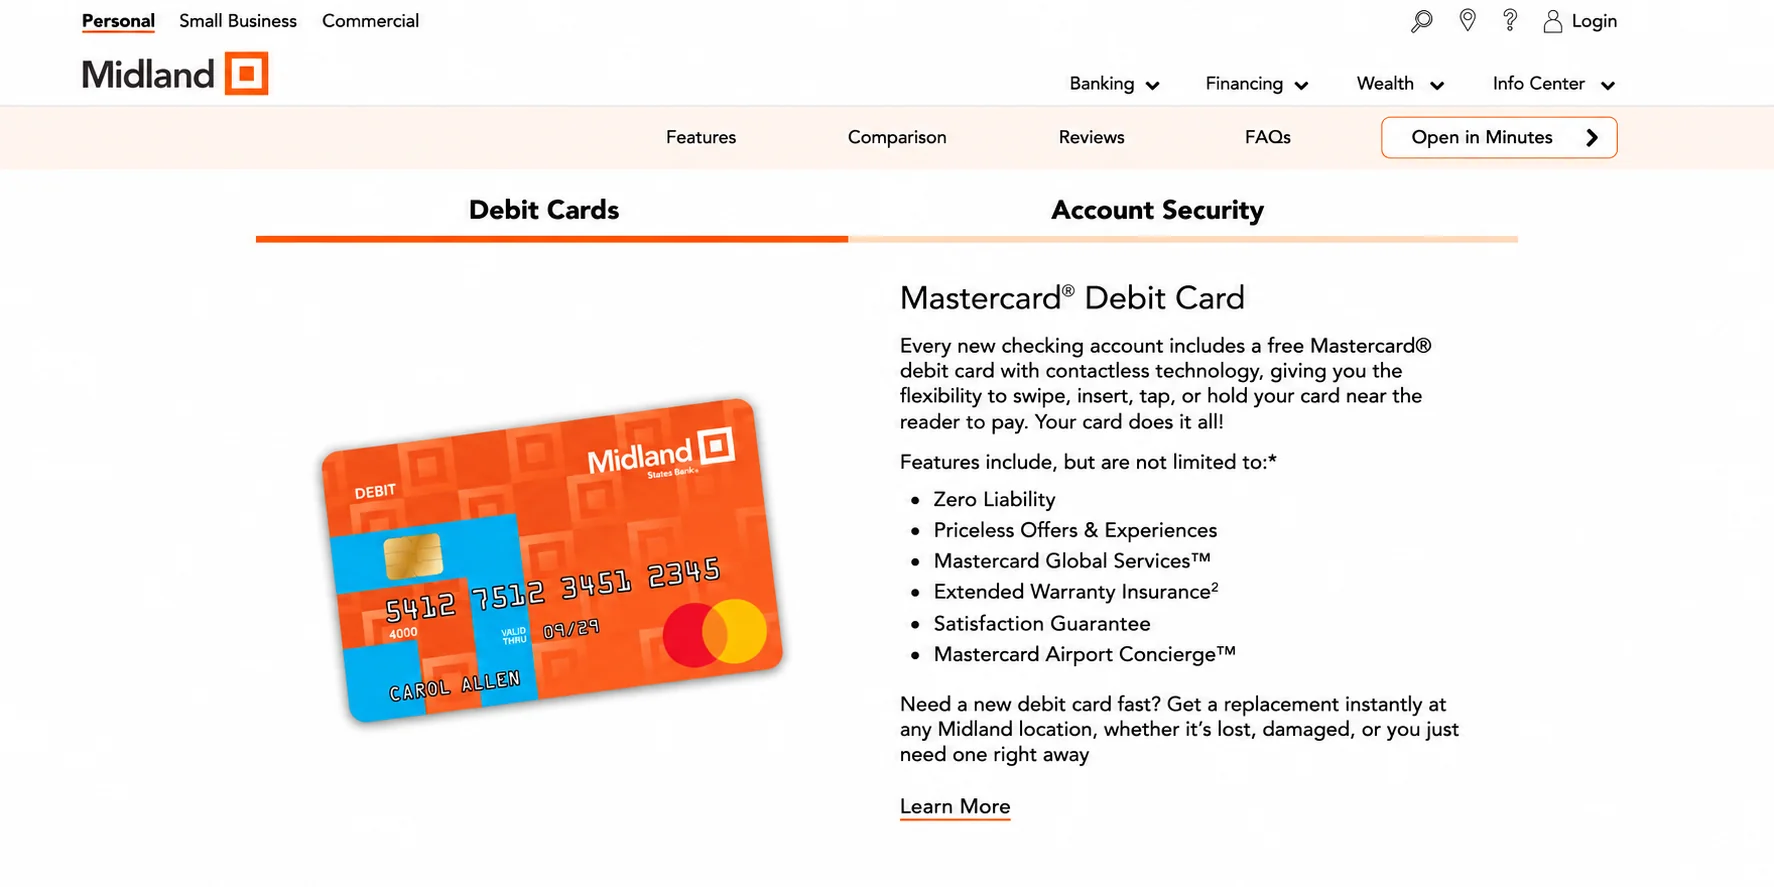 Personal Small Business Commercial
Login
Midland
Banking Financing Wealth Info Center
Features Comparison Reviews FAQs Open in Minutes
Debit Cards Account Security
Mastercard® Debit Card
Every new checking account includes a free Mastercard®
debit card with contactless technology, giving you the
flexibility to swipe, insert, tap, or hold your card near the
reader to pay. Your card does it all!
Features include, but are not limited to:*
• Zero Liability
• Priceless Offers & Experiences
• Mastercard Global Services™
• Extended Warranty Insurance²
• Satisfaction Guarantee
• Mastercard Airport Concierge™
Need a new debit card fast? Get a replacement instantly at
any Midland location, whether it’s lost, damaged, or you just
need one right away
Learn More
Midland
States Bank®
DEBIT
5412 7512 3451 2345
4000
VALID
THRU 09/29
CAROL ALLEN